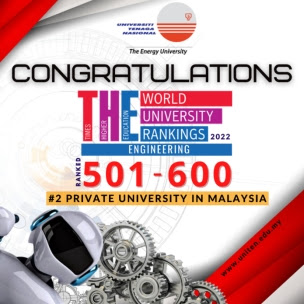 UNIVERSITI
TENAGA
NASIONAL
The Energy University
CONGRATULATIONS
THE
TIMES
HIGHER
EDUCATION
WORLD
UNIVERSITY
RANKINGS 2022
ENGINEERING
RANKED
501-600
#2 PRIVATE UNIVERSITY IN MALAYSIA
www.uniten.edu.my